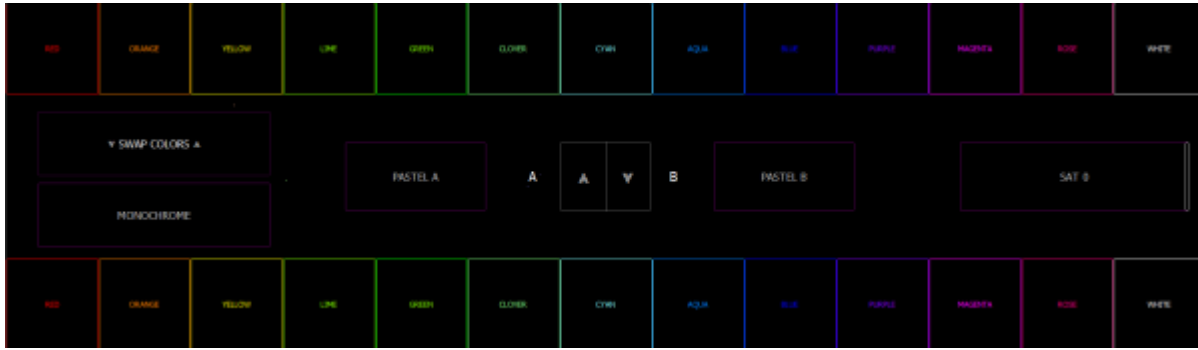 RED ORANGE YELLOW LIME GREEN CLOVER CYAN AQUA BLUE PURPLE MAGENTA ROSE WHITE
▼ SWAP COLORS ▲
PASTEL A A ▲ ▼ B PASTEL B SAT 0
MONOCHROME
RED ORANGE YELLOW LIME GREEN CLOVER CYAN AQUA BLUE PURPLE MAGENTA ROSE WHITE